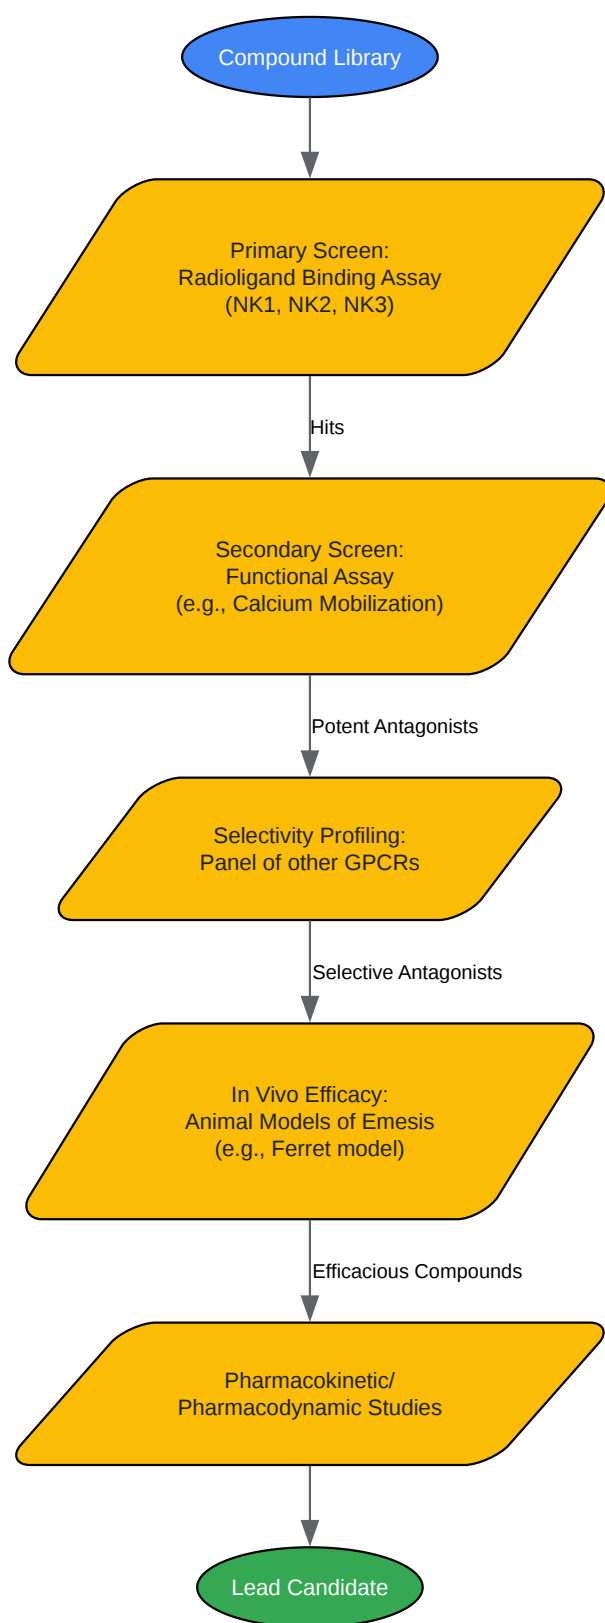 Compound Library
Primary Screen:
Radioligand Binding Assay
(NK1, NK2, NK3)
Hits
Secondary Screen:
Functional Assay
(e.g., Calcium Mobilization)
Potent Antagonists
Selectivity Profiling:
Panel of other GPCRs
Selective Antagonists
In Vivo Efficacy:
Animal Models of Emesis
(e.g., Ferret model)
Efficacious Compounds
Pharmacokinetic/
Pharmacodynamic Studies
Lead Candidate